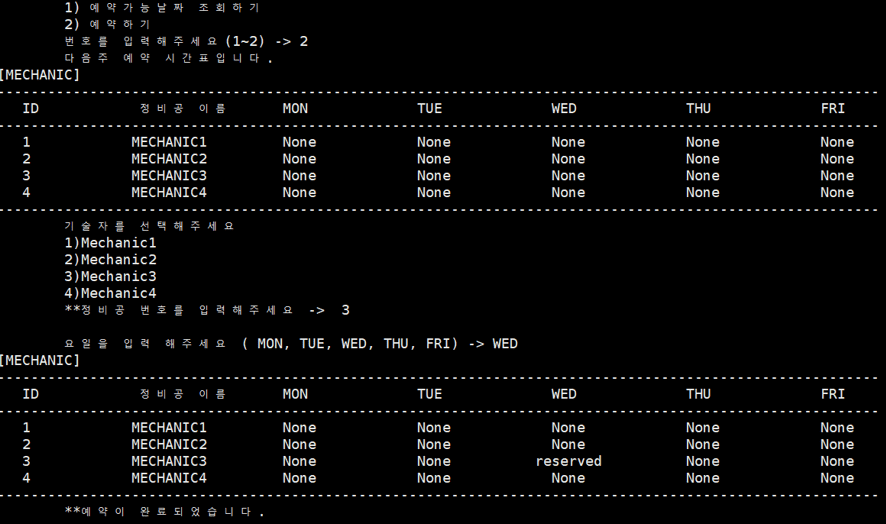 1) 예약가능날짜 조회하기
2) 예약하기
번호를 입력해주세요(1~2) -> 2
다음주 예약 시간표입니다.
[MECHANIC]
ID 정비공 이름 MON TUE WED THU FRI
1 MECHANIC1 None None None None None
2 MECHANIC2 None None None None None
3 MECHANIC3 None None None None None
4 MECHANIC4 None None None None None
기술자를 선택해주세요
1)Mechanic1
2)Mechanic2
3)Mechanic3
4)Mechanic4
**정비공 번호를 입력해주세요 -> 3
요일을 입력 해주세요 ( MON, TUE, WED, THU, FRI) -> WED
[MECHANIC]
ID 정비공 이름 MON TUE WED THU FRI
1 MECHANIC1 None None None None None
2 MECHANIC2 None None None None None
3 MECHANIC3 None None reserved None None
4 MECHANIC4 None None None None None
**예약이 완료되었습니다.